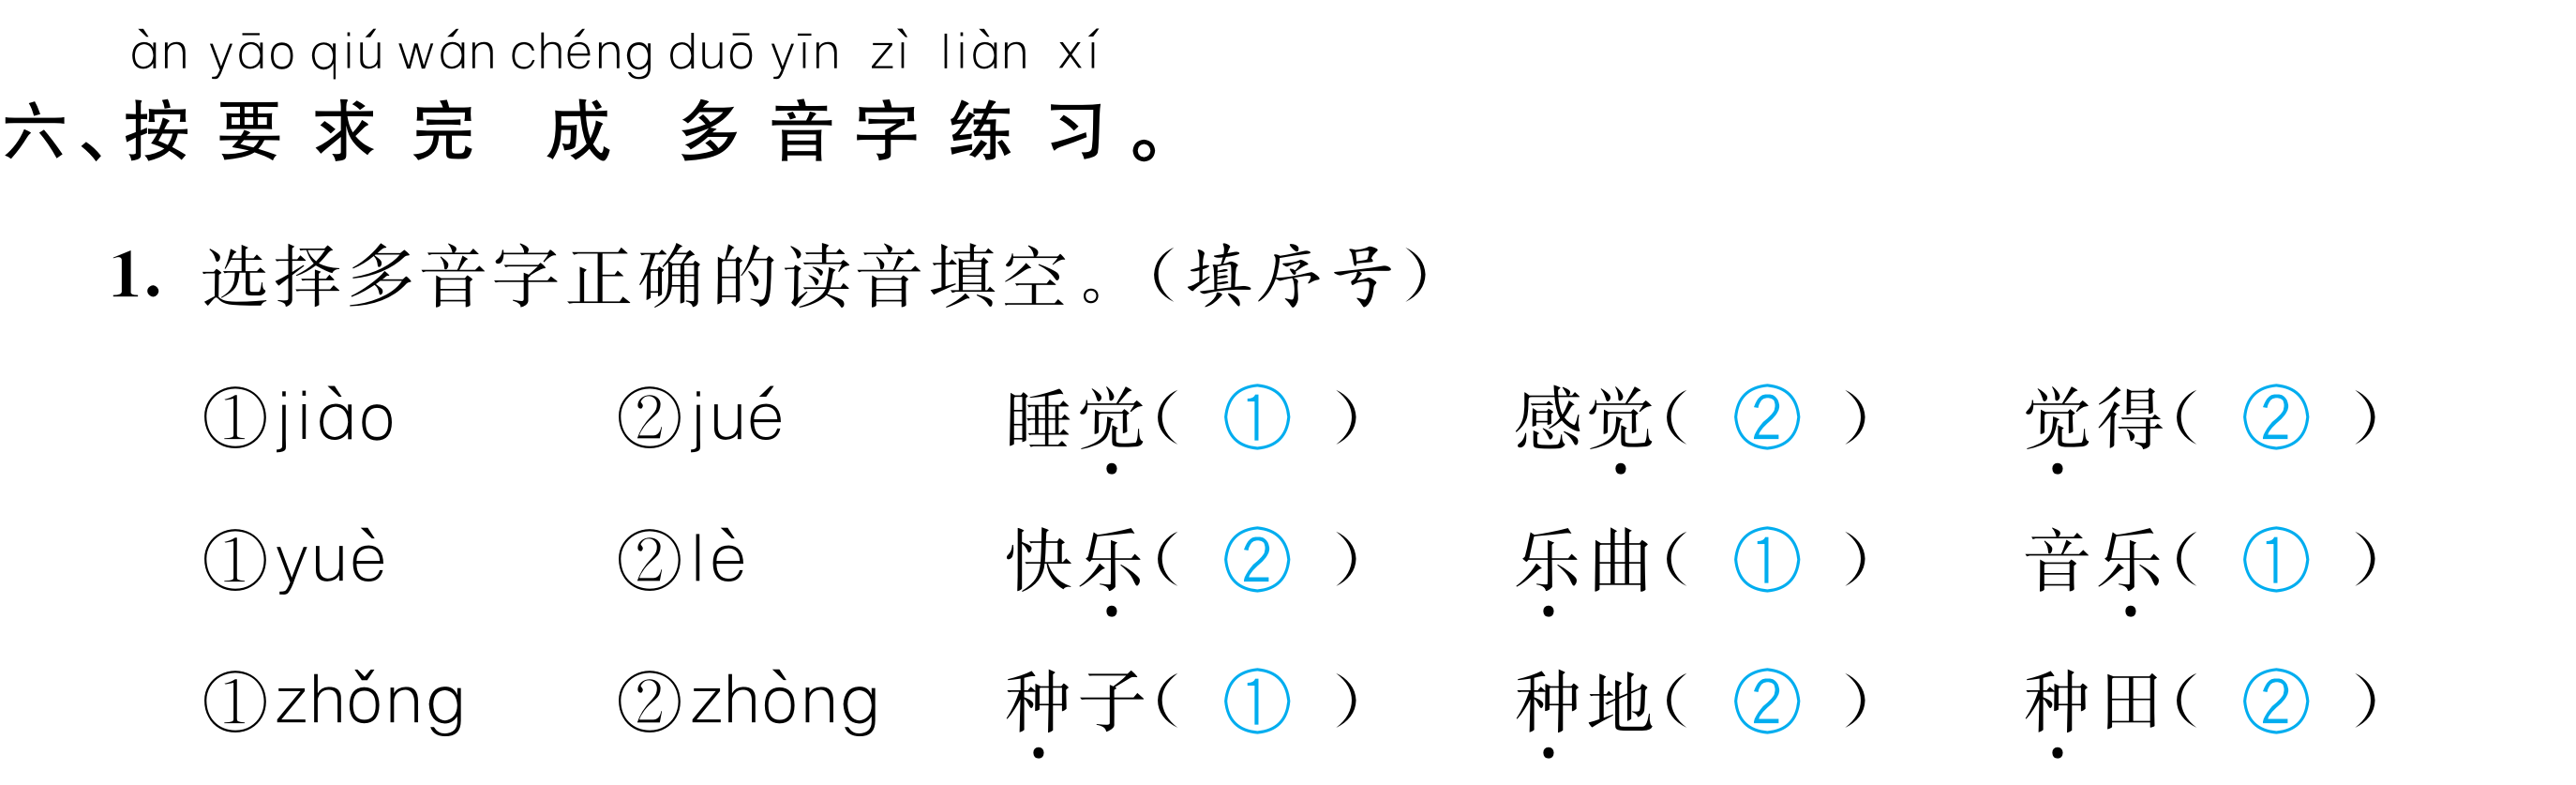 àn yāo qiú wán chéng duō yīn zì liàn xí
六、按要求完成多音字练习。
1. 选择多音字正确的读音填空。（填序号）
①jiào ②jué 睡觉( ① ) 感觉( ② ) 觉得( ② )
①yuè ②lè 快乐( ② ) 乐曲( ① ) 音乐( ① )
①zhǒng ②zhòng 种子( ① ) 种地( ② ) 种田( ② )